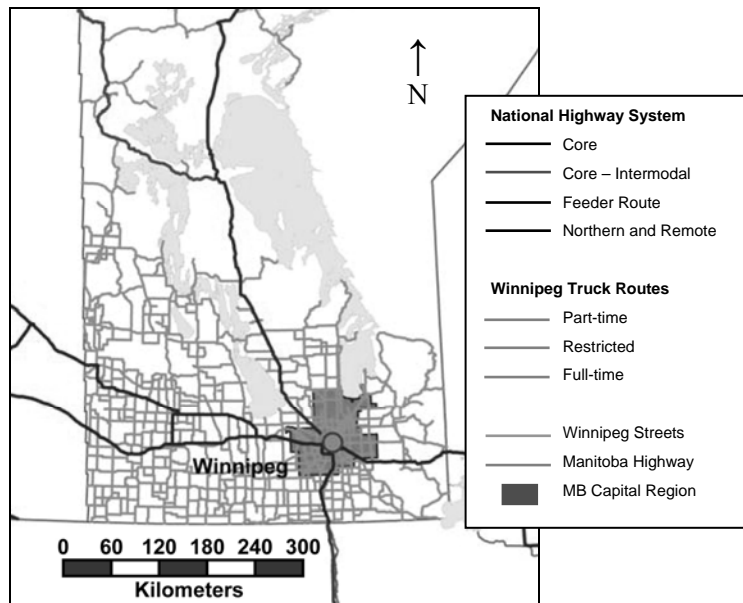 N
National Highway System
Core
Core – Intermodal
Feeder Route
Northern and Remote
Winnipeg Truck Routes
Part-time
Restricted
Full-time
Winnipeg Streets
Manitoba Highway
MB Capital Region
Winnipeg
0 60 120 180 240 300
Kilometers